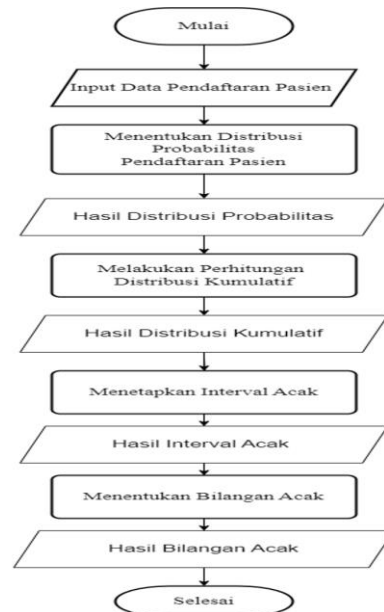 Mulai
Input Data Pendaftaran Pasien
Menentukan Distribusi
Probabilitas
Pendaftaran Pasien
Hasil Distribusi Probabilitas
Melakukan Perhitungan
Distribusi Kumulatif
Hasil Distribusi Kumulatif
Menetapkan Interval Acak
Hasil Interval Acak
Menentukan Bilangan Acak
Hasil Bilangan Acak
Selesai